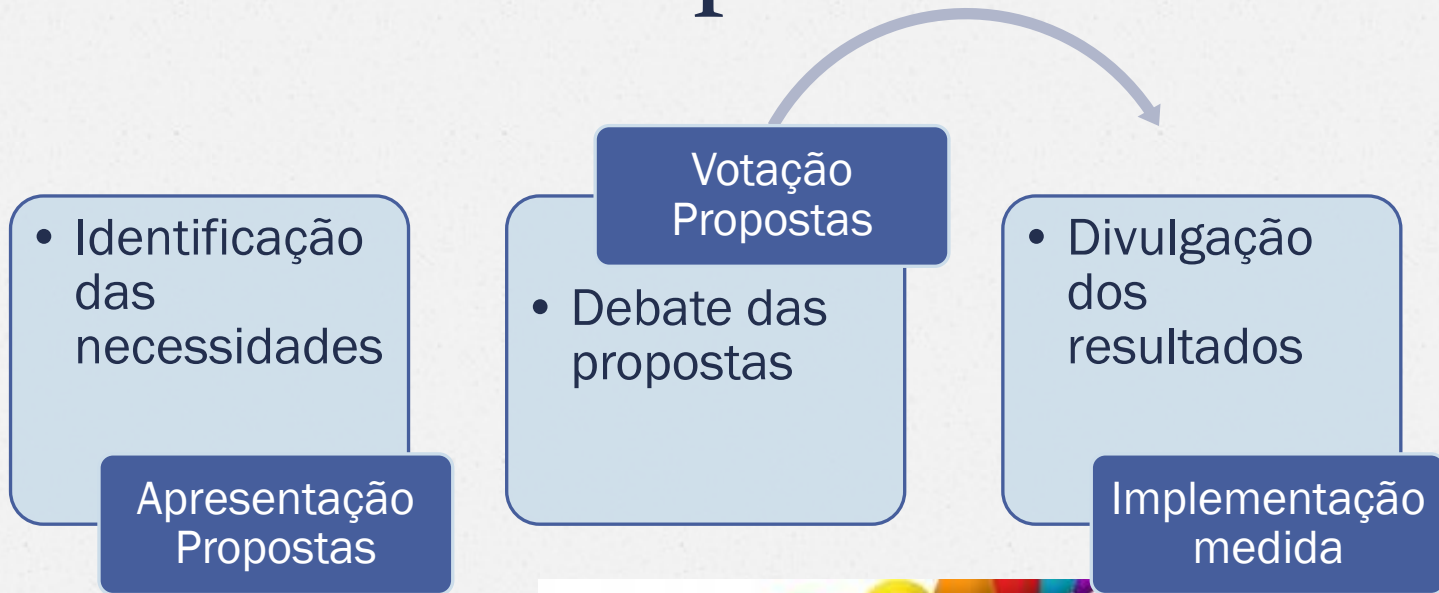 • Identificação
das
necessidades
Apresentação
Propostas
Votação
Propostas
• Debate das
propostas
• Divulgação
dos
resultados
Implementação
medida